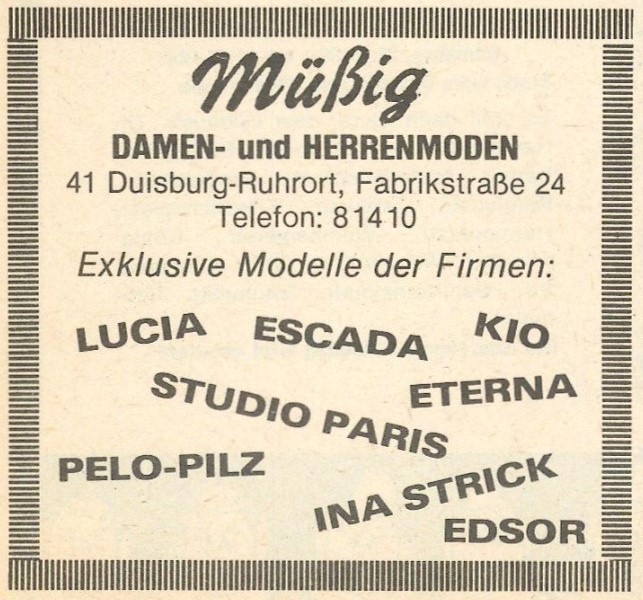 Müßig
DAMEN- und HERRENMODEN
41 Duisburg-Ruhrort, Fabrikstraße 24
Telefon: 81410
Exklusive Modelle der Firmen:
LUCIA ESCADA KIO
STUDIO PARIS ETERNA
PELO-PILZ INA STRICK
EDSOR